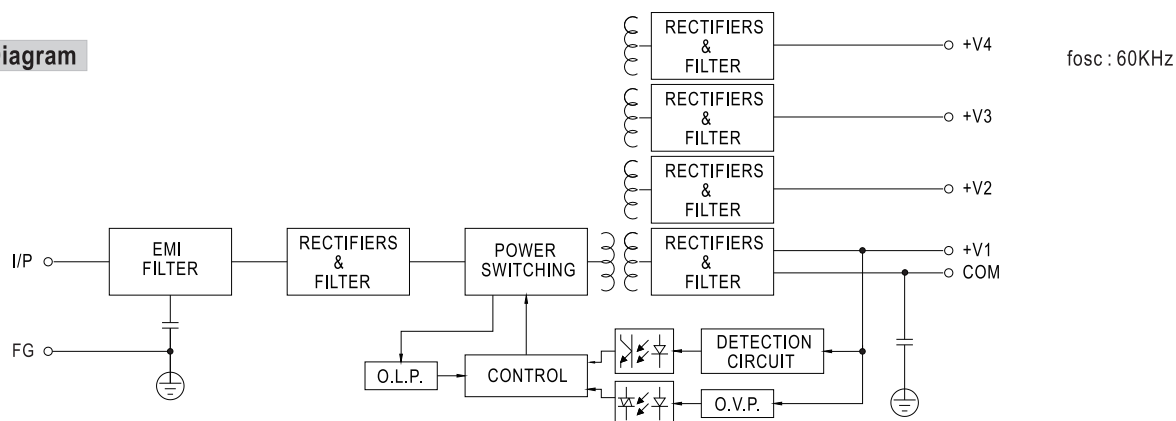 Diagram
fosc : 60KHz
RECTIFIERS
&
FILTER
+V4
RECTIFIERS
&
FILTER
+V3
RECTIFIERS
&
FILTER
+V2
I/P
EMI
FILTER
RECTIFIERS
&
FILTER
POWER
SWITCHING
RECTIFIERS
&
FILTER
+V1
COM
FG
O.L.P.
CONTROL
DETECTION
CIRCUIT
O.V.P.